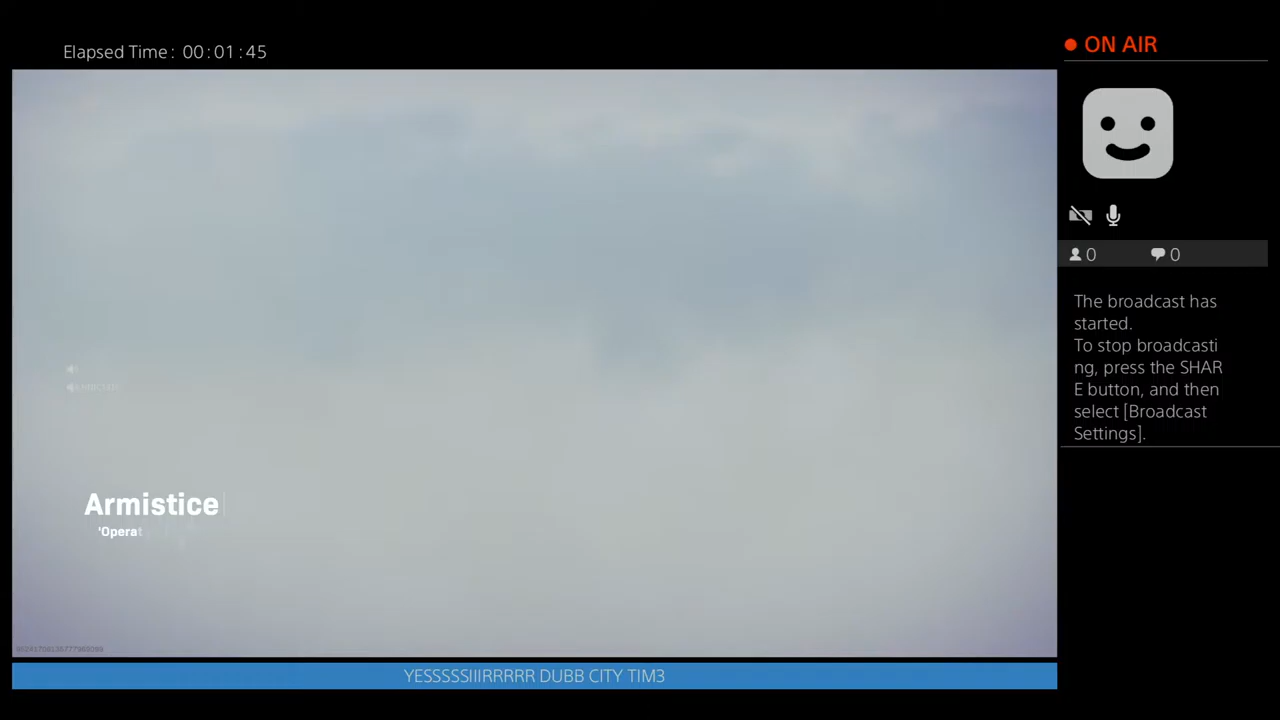 Elapsed Time: 00:01:45
ON AIR
0 0
The broadcast has
started.
To stop broadcasti
ng, press the SHAR
E button, and then
select [Broadcast
Settings].
Armistice
'Operat
YESSSSSIIIRRRRR DUBB CITY TIM3